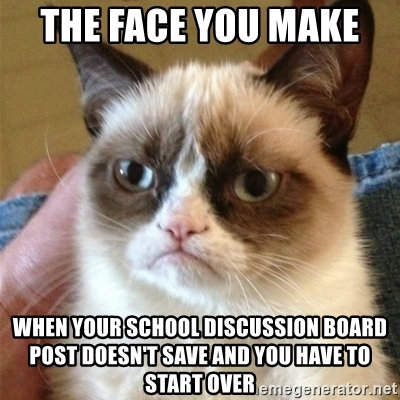 THE FACE YOU MAKE
WHEN YOUR SCHOOL DISCUSSION BOARD
POST DOESN'T SAVE AND YOU HAVE TO
START OVER
memegenerator.net